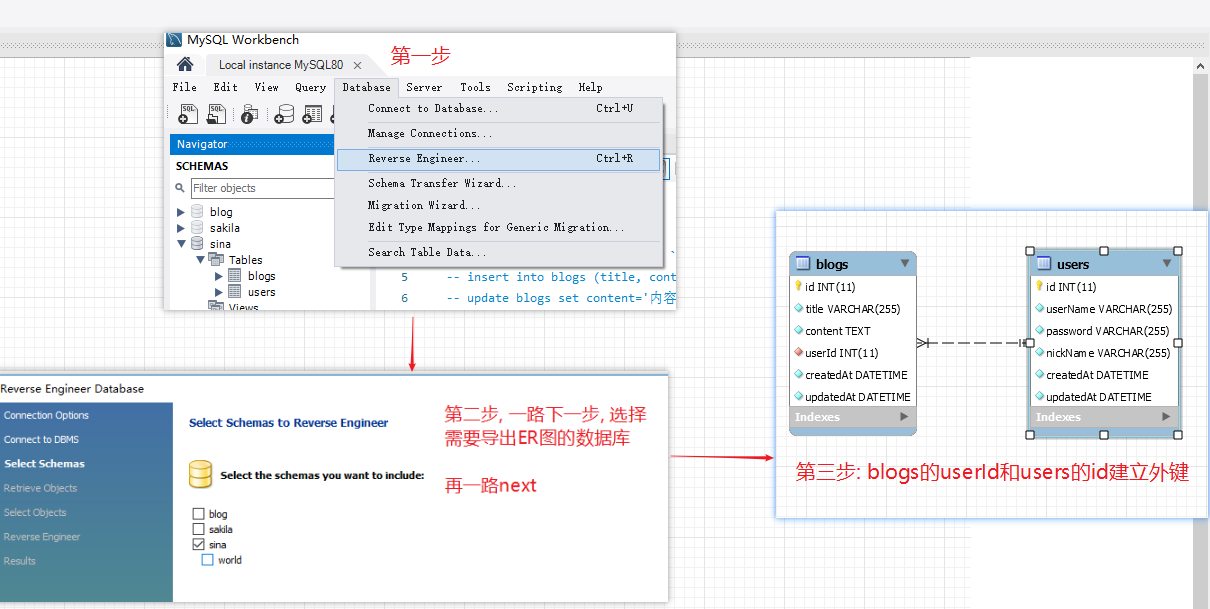 MySQL Workbench
第一步
Local instance MySQL80
File Edit View Query Database Server Tools Scripting Help
Connect to Database... Ctrl+U
Manage Connections...
Reverse Engineer... Ctrl+R
Schema Transfer Wizard...
Migration Wizard...
Edit Type Mappings for Generic Migration...
Search Table Data...
Navigator
SCHEMAS
Filter objects
blog
sakila
sina
Tables
blogs
users
Views
5 -- insert into blogs (title, cont
6 -- update blogs set content='内容
Reverse Engineer Database
Connection Options
Connect to DBMS
Select Schemas
Retrieve Objects
Select Objects
Reverse Engineer
Results
Select Schemas to Reverse Engineer
Select the schemas you want to include:
blog
sakila
sina
world
第二步, 一路下一步, 选择
需要导出ER图的数据库
再一路next
blogs
id INT(11)
title VARCHAR(255)
content TEXT
userId INT(11)
createdAt DATETIME
updatedAt DATETIME
Indexes
users
id INT(11)
userName VARCHAR(255)
password VARCHAR(255)
nickName VARCHAR(255)
createdAt DATETIME
updatedAt DATETIME
Indexes
第三步: blogs的userId和users的id建立外键